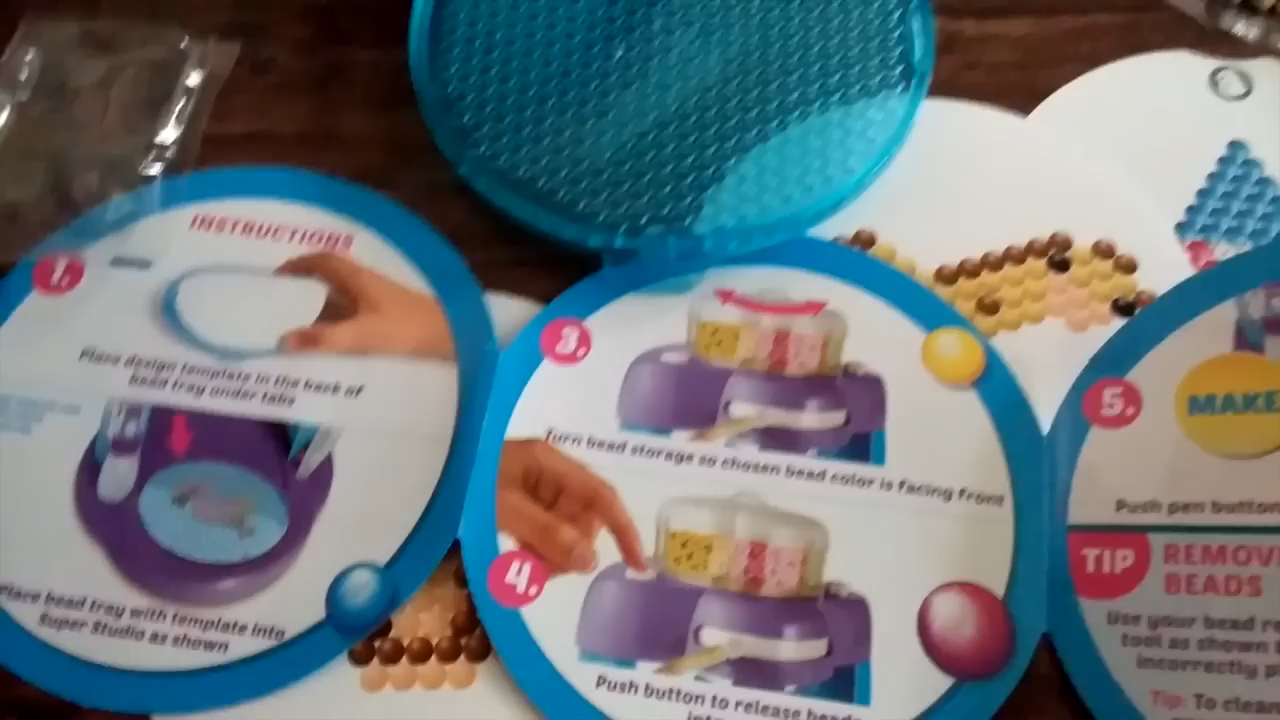 INSTRUCTIONS
1.
Place design template in the back of
bead tray under tabs
Place bead tray with template into
Super Studio as shown
3.
Turn bead storage so chosen bead color is facing front
4.
Push button to release beads
into
5.
MAKE
Push pen button
TIP
REMOV
BEADS
Use your bead re
tool as shown
incorrectly p
Tip: To clean